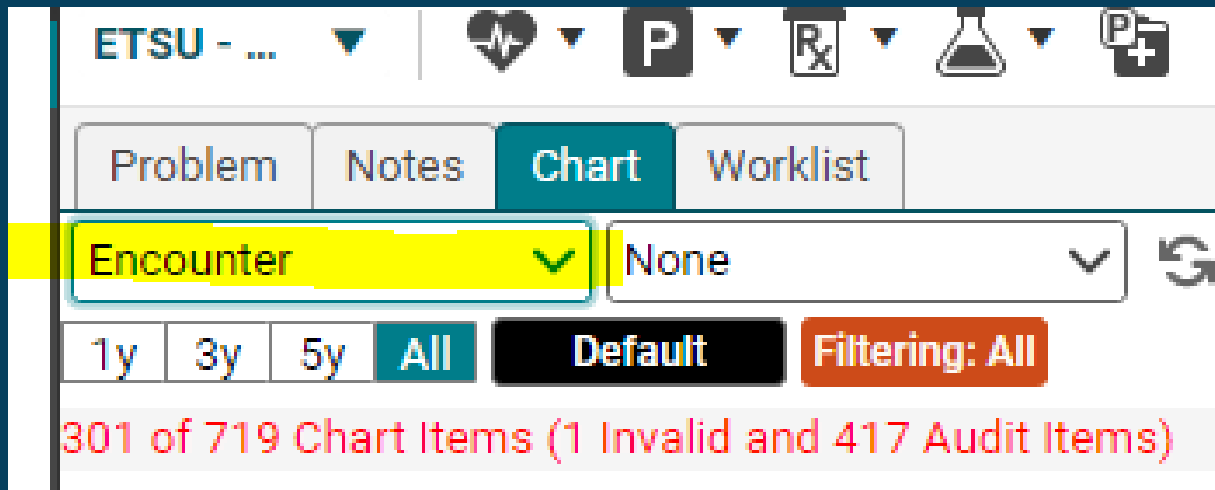 ETSU - ... P Rx P
Problem Notes Chart Worklist
Encounter None
1y 3y 5y All Default Filtering: All
301 of 719 Chart Items (1 Invalid and 417 Audit Items)